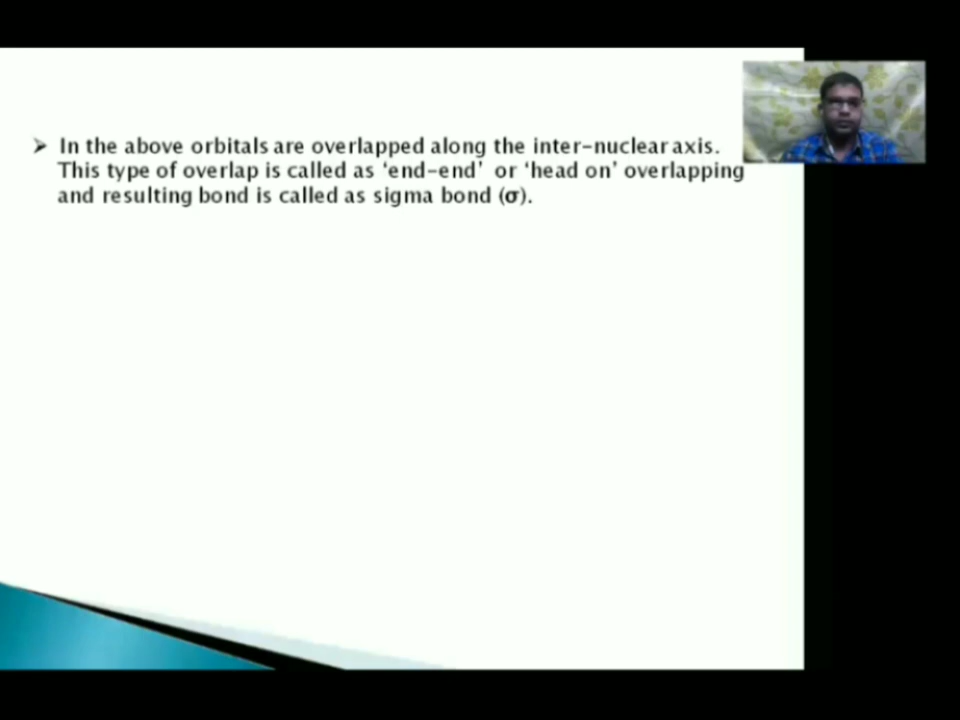 ➢ In the above orbitals are overlapped along the inter-nuclear axis.
This type of overlap is called as ‘end-end’ or ‘head on’ overlapping
and resulting bond is called as sigma bond (σ).